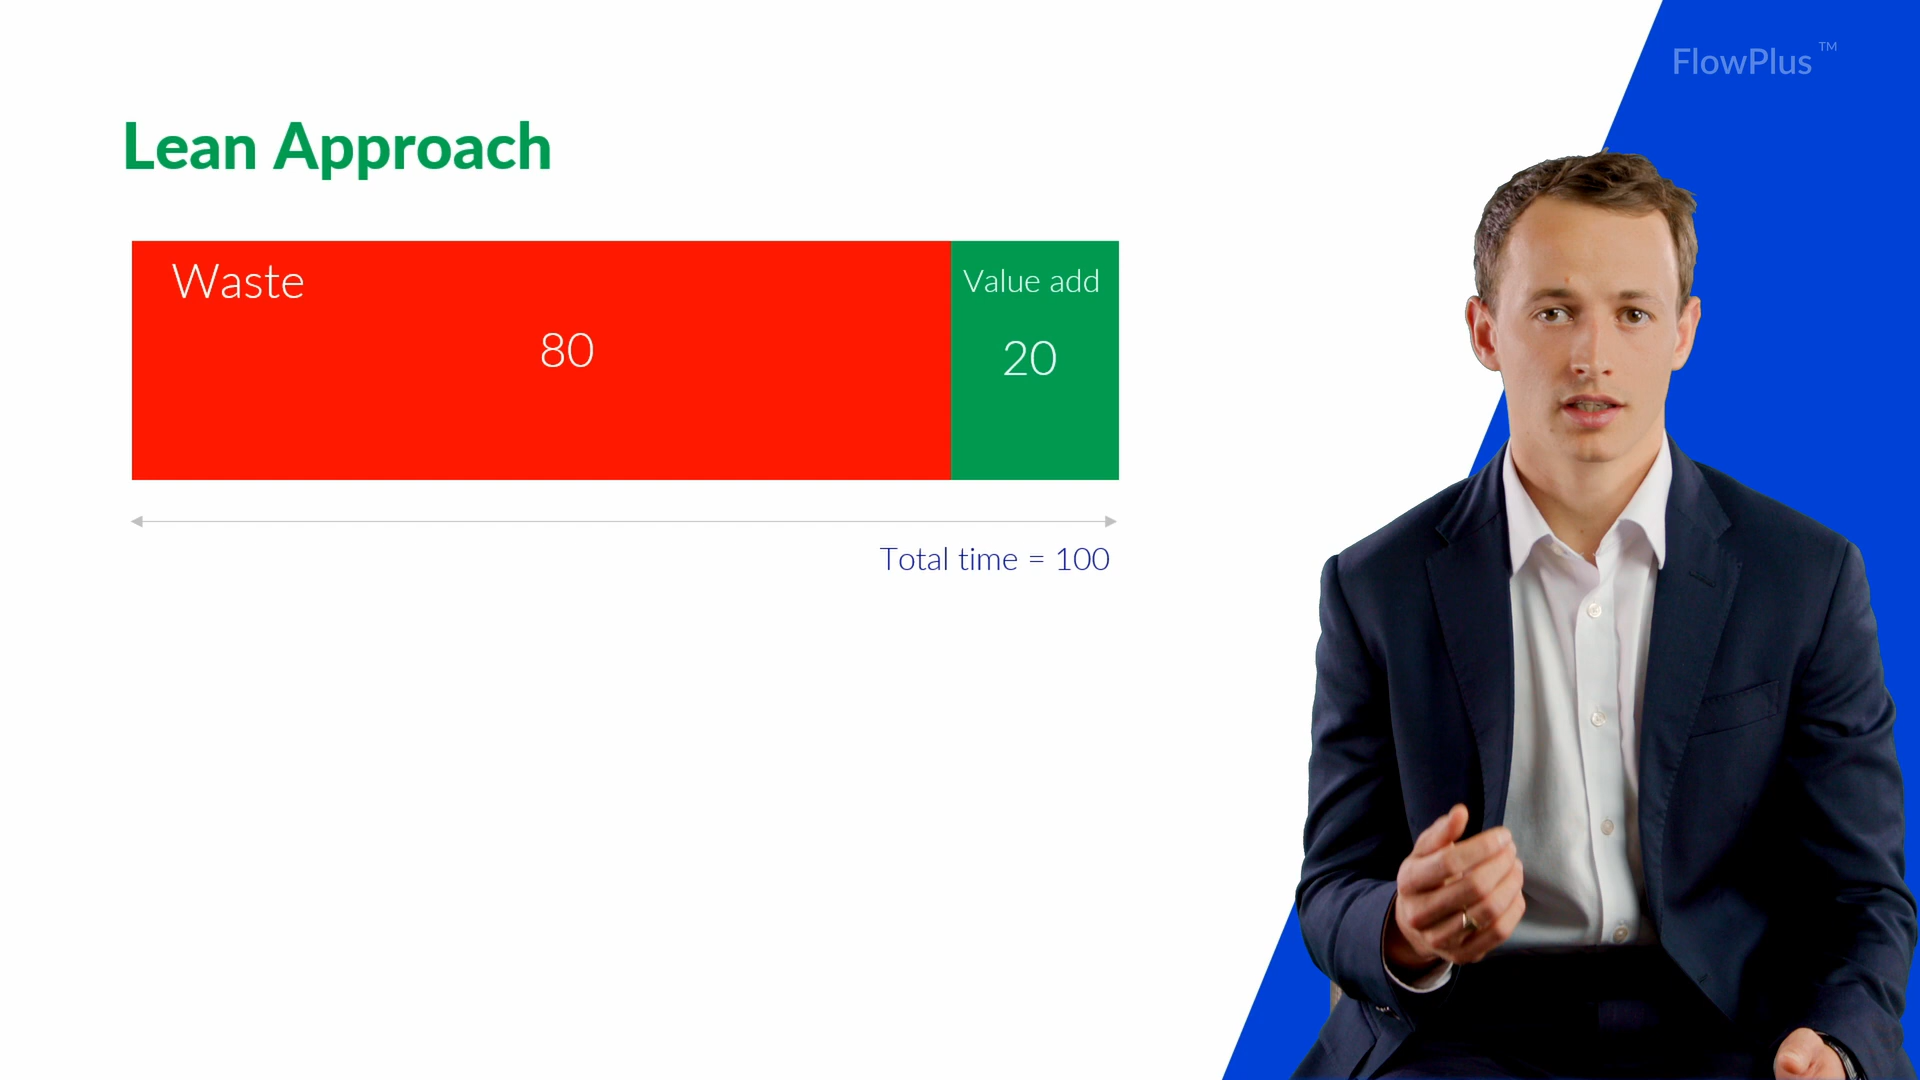 FlowPlus™
Lean Approach
Waste
Value add
80
20
Total time = 100